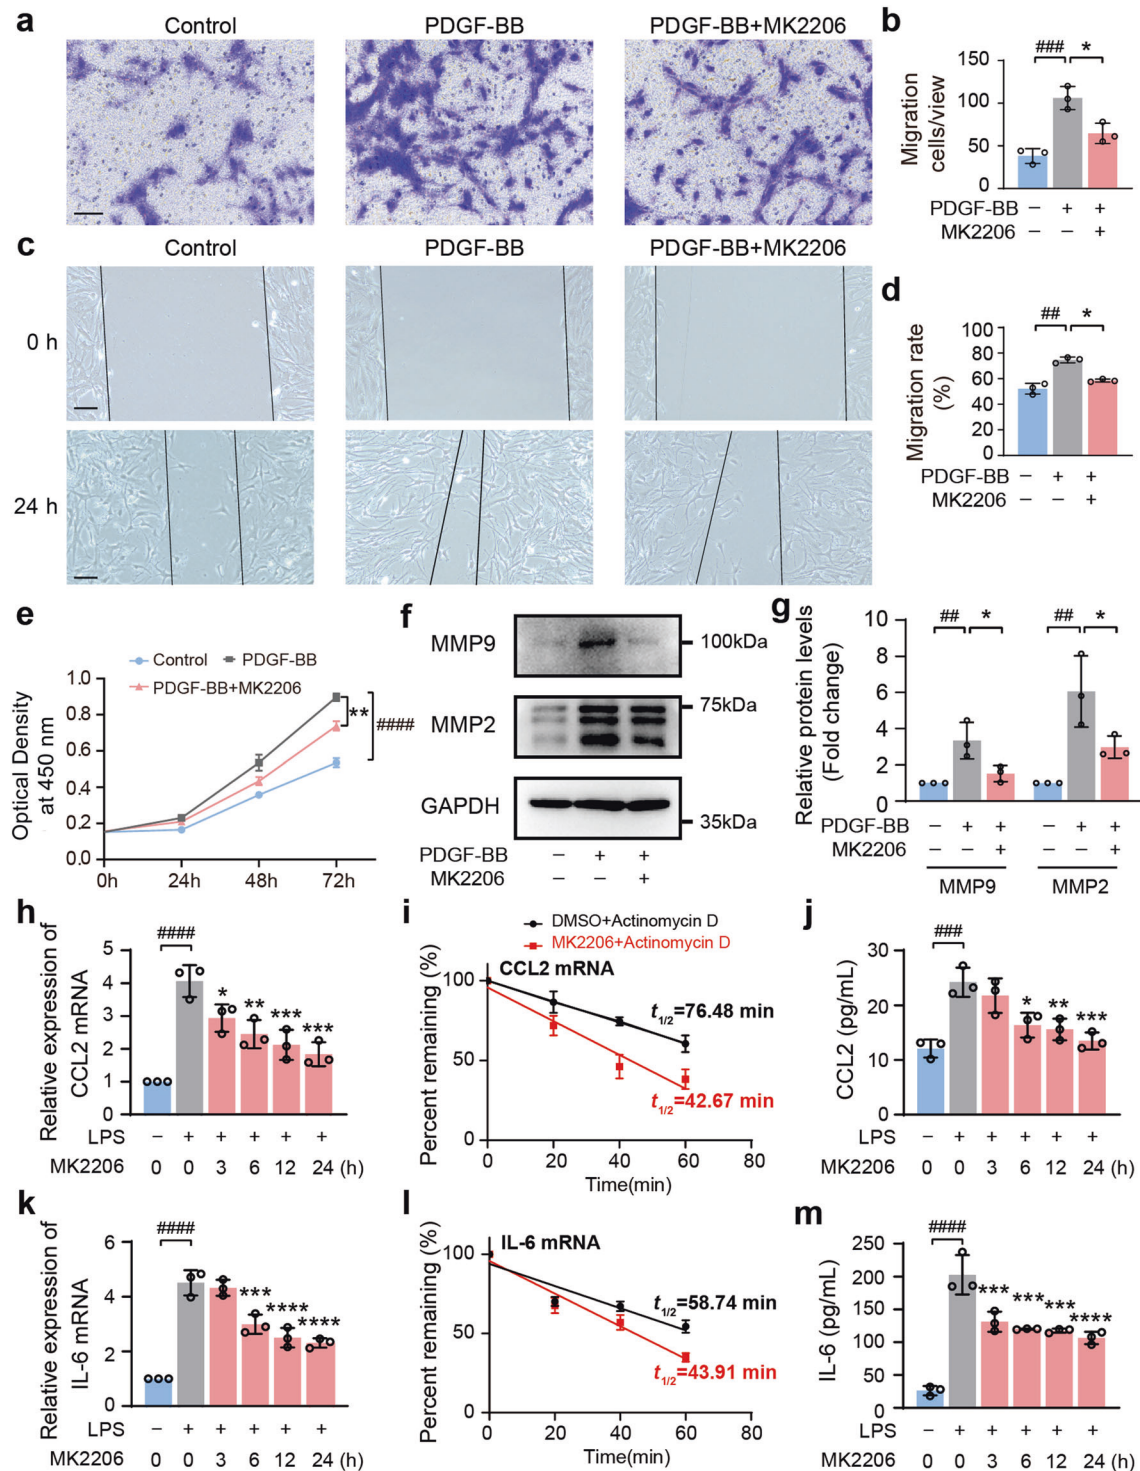 a
Control PDGF-BB PDGF-BB+MK2206
b
### *
Migration
cells/view
150
100
50
0
PDGF-BB − + +
MK2206 − − +
c
Control PDGF-BB PDGF-BB+MK2206
0 h
24 h
d
## *
Migration rate
(%)
100
80
60
40
20
0
PDGF-BB − + +
MK2206 − − +
e
Control PDGF-BB
PDGF-BB+MK2206
Optical Density
at 450 nm
1.0
0.8
0.6
0.4
0.2
0.0
0h 24h 48h 72h
** ####
f
MMP9 100kDa
MMP2 75kDa
GAPDH 35kDa
PDGF-BB − + +
MK2206 − − +
g
## * ## *
Relative protein levels
(Fold change)
10
8
6
4
2
0
PDGF-BB − + + − + +
MK2206 − − + − − +
MMP9 MMP2
h
####
* ** *** ***
Relative expression of
CCL2 mRNA
5
4
3
2
1
0
LPS − + + + + +
MK2206 0 0 3 6 12 24 (h)
i
DMSO+Actinomycin D
MK2206+Actinomycin D
CCL2 mRNA
Percent remaining (%)
100
50
0
t1/2=76.48 min
t1/2=42.67 min
0 20 40 60 80
Time(min)
j
###
* ** ***
CCL2 (pg/mL)
30
20
10
0
LPS − + + + + +
MK2206 0 0 3 6 12 24 (h)
k
####
*** **** ****
Relative expression of
IL-6 mRNA
6
4
2
0
LPS − + + + + +
MK2206 0 0 3 6 12 24 (h)
l
IL-6 mRNA
Percent remaining (%)
100
50
0
t1/2=58.74 min
t1/2=43.91 min
0 20 40 60 80
Time(min)
m
####
*** *** *** ****
IL-6 (pg/mL)
250
200
150
100
50
0
LPS − + + + + +
MK2206 0 0 3 6 12 24 (h)